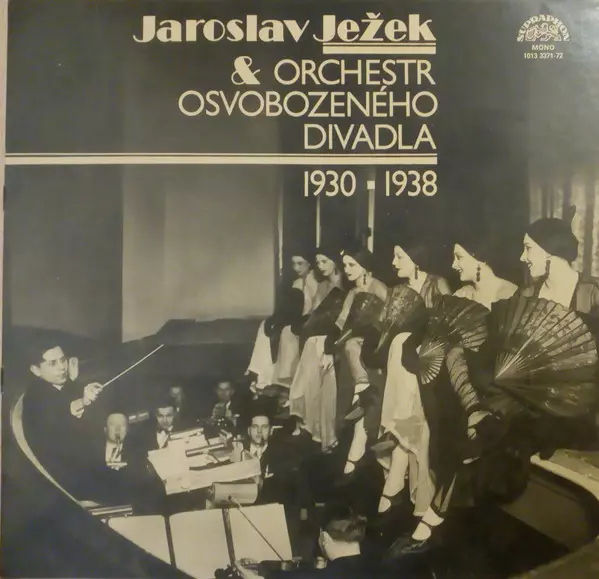 Jaroslav Ježek
& ORCHESTR
OSVOBOZENÉHO
DIVADLA
1930 ▪ 1938
SUPRAPHON
MONO
1013 3371-72